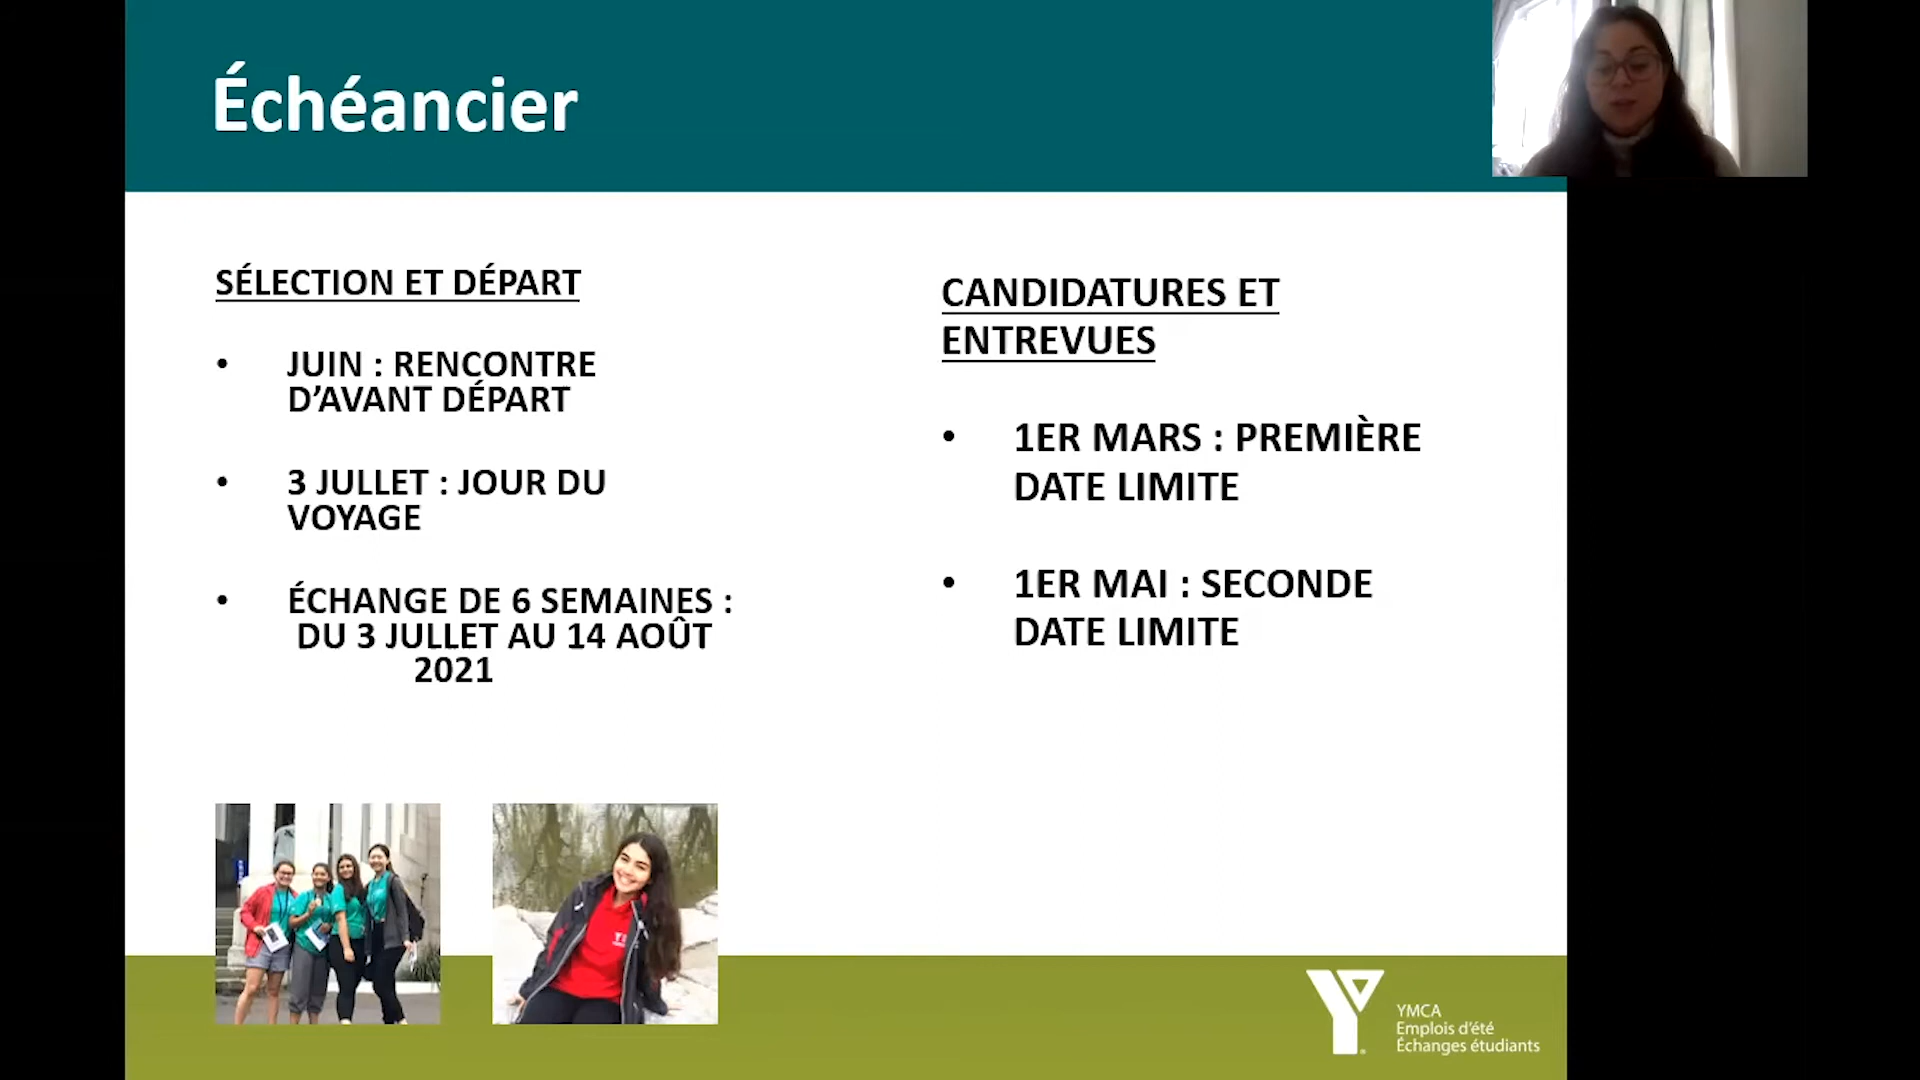 Échéancier
SÉLECTION ET DÉPART
• JUIN : RENCONTRE
D’AVANT DÉPART
• 3 JULLET : JOUR DU
VOYAGE
• ÉCHANGE DE 6 SEMAINES :
DU 3 JULLET AU 14 AOÛT
2021
CANDIDATURES ET
ENTREVUES
• 1ER MARS : PREMIÈRE
DATE LIMITE
• 1ER MAI : SECONDE
DATE LIMITE
YMCA
Emplois d’été
Échanges étudiants